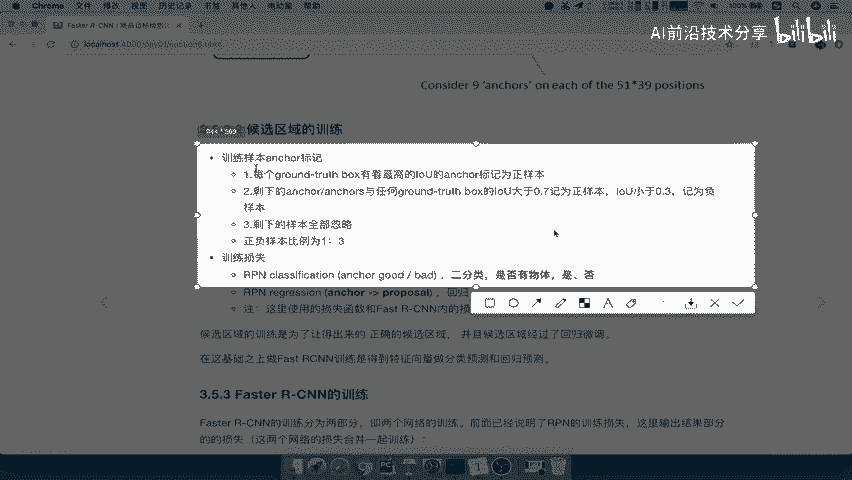 Chrome 文件 修改 视图 历史记录 书签 其他人 电动窗 帮助
100%
AI前沿技术分享 bilibili
Consider 9 'anchors' on each of the 51*39 positions
候选区域的训练
训练样本anchor标记
1.每个ground-truth box有着最高的IoU的anchor标记为正样本
2.剩下的anchor/anchors与任何ground-truth box的IoU大于0.7记为正样本，IoU小于0.3，记为负
样本
3.剩下的样本全部忽略
正负样本比例为1：3
训练损失
RPN classification (anchor good / bad) ，二分类，是否有物体，是、否
RPN regression (anchor -> proposal) ，回归
注：这里使用的损失函数和Fast R-CNN内的损
候选区域的训练是为了让得出来的 正确的候选区域， 并且候选区域经过了回归微调。
在这基础之上做Fast RCNN训练是得到特征向量做分类预测和回归预测。
3.5.3 Faster R-CNN的训练
Faster R-CNN的训练分为两部分，即两个网络的训练。前面已经说明了RPN的训练损失，这里输出结果部分
的的损失（这两个网络的损失合并一起训练）：